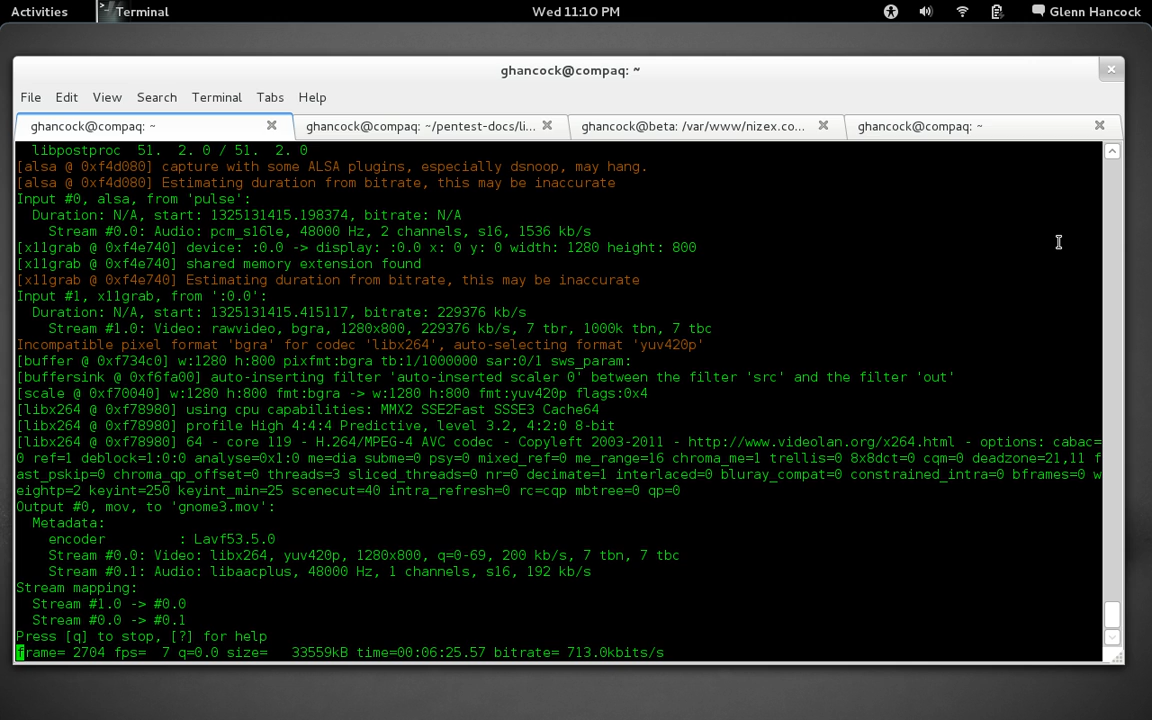 Activities
Terminal
Wed 11:10 PM
Glenn Hancock
ghancock@compaq: ~
File Edit View Search Terminal Tabs Help
ghancock@compaq: ~
ghancock@compaq: ~/pentest-docs/li...
ghancock@beta: /var/www/nizex.co...
ghancock@compaq: ~
libpostproc  51.  2. 0 / 51.  2. 0
[alsa @ 0xf4d080] capture with some ALSA plugins, especially dsnoop, may hang.
[alsa @ 0xf4d080] Estimating duration from bitrate, this may be inaccurate
Input #0, alsa, from 'pulse':
Duration: N/A, start: 1325131415.198374, bitrate: N/A
Stream #0.0: Audio: pcm_s16le, 48000 Hz, 2 channels, s16, 1536 kb/s
[x11grab @ 0xf4e740] device: :0.0 -> display: :0.0 x: 0 y: 0 width: 1280 height: 800
[x11grab @ 0xf4e740] shared memory extension found
[x11grab @ 0xf4e740] Estimating duration from bitrate, this may be inaccurate
Input #1, x11grab, from ':0.0':
Duration: N/A, start: 1325131415.415117, bitrate: 229376 kb/s
Stream #1.0: Video: rawvideo, bgra, 1280x800, 229376 kb/s, 7 tbr, 1000k tbn, 7 tbc
Incompatible pixel format 'bgra' for codec 'libx264', auto-selecting format 'yuv420p'
[buffer @ 0xf734c0] w:1280 h:800 pixfmt:bgra tb:1/1000000 sar:0/1 sws_param:
[buffersink @ 0xf6fa00] auto-inserting filter 'auto-inserted scaler 0' between the filter 'src' and the filter 'out'
[scale @ 0xf70040] w:1280 h:800 fmt:bgra -> w:1280 h:800 fmt:yuv420p flags:0x4
[libx264 @ 0xf78980] using cpu capabilities: MMX2 SSE2Fast SSSE3 Cache64
[libx264 @ 0xf78980] profile High 4:4:4 Predictive, level 3.2, 4:2:0 8-bit
[libx264 @ 0xf78980] 64 - core 119 - H.264/MPEG-4 AVC codec - Copyleft 2003-2011 - http://www.videolan.org/x264.html - options: cabac=
0 ref=1 deblock=1:0:0 analyse=0x1:0 me=dia subme=0 psy=0 mixed_ref=0 me_range=16 chroma_me=1 trellis=0 8x8dct=0 cqm=0 deadzone=21,11 f
ast_pskip=0 chroma_qp_offset=0 threads=3 sliced_threads=0 nr=0 decimate=1 interlaced=0 bluray_compat=0 constrained_intra=0 bframes=0 w
eightp=2 keyint=250 keyint_min=25 scenecut=40 intra_refresh=0 rc=cqp mbtree=0 qp=0
Output #0, mov, to 'gnome3.mov':
Metadata:
encoder         : Lavf53.5.0
Stream #0.0: Video: libx264, yuv420p, 1280x800, q=0-69, 200 kb/s, 7 tbn, 7 tbc
Stream #0.1: Audio: libaacplus, 48000 Hz, 1 channels, s16, 192 kb/s
Stream mapping:
Stream #1.0 -> #0.0
Stream #0.0 -> #0.1
Press [q] to stop, [?] for help
frame= 2704 fps=  7 q=0.0 size=   33559kB time=00:06:25.57 bitrate= 713.0kbits/s